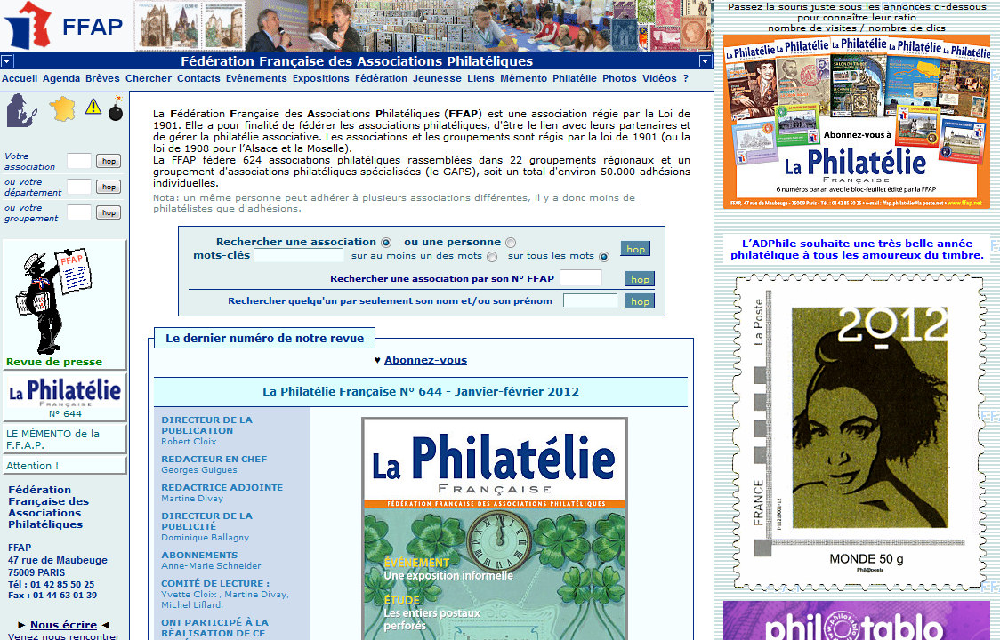 FFAP
Fédération Française des Associations Philatéliques
Accueil Agenda Brèves Chercher Contacts Evénements Expositions Fédération Jeunesse Liens Mémento Philatélie Photos Vidéos ?
Votre
association
hop
ou votre
département
hop
ou votre
groupement
hop
FFAP
Revue de presse
La Philatélie
FRANÇAISE
N° 644
LE MÉMENTO de la
F.F.A.P.
Attention !
Fédération
Française des
Associations
Philatéliques
FFAP
47 rue de Maubeuge
75009 PARIS
Tél : 01 42 85 50 25
Fax : 01 44 63 01 39
► Nous écrire ◄
Venez nous rencontrer
La Fédération Française des Associations Philatéliques (FFAP) est une association régie par la Loi de
1901. Elle a pour finalité de fédérer les associations philatéliques, d'être le lien avec leurs partenaires et
de gérer la philatélie associative. Les associations et les groupements sont régis par la loi de 1901 (ou la
loi de 1908 pour l'Alsace et la Moselle).
La FFAP fédère 624 associations philatéliques rassemblées dans 22 groupements régionaux et un
groupement d'associations philatéliques spécialisées (le GAPS), soit un total d'environ 50.000 adhésions
individuelles.
Nota: un même personne peut adhérer à plusieurs associations différentes, il y a donc moins de
philatélistes que d'adhésions.
Rechercher une association ou une personne
mots-clés sur au moins un des mots sur tous les mots hop
Rechercher une association par son N° FFAP hop
Rechercher quelqu'un par seulement son nom et/ou son prénom hop
Le dernier numéro de notre revue
♥ Abonnez-vous
La Philatélie Française N° 644 - Janvier-février 2012
DIRECTEUR DE LA
PUBLICATION
Robert Cloix
REDACTEUR EN CHEF
Georges Guigues
REDACTRICE ADJOINTE
Martine Divay
DIRECTEUR DE LA
PUBLICITÉ
Dominique Ballagny
ABONNEMENTS
Anne-Marie Schneider
COMITÉ DE LECTURE :
Yvette Cloix , Martine Divay,
Michel Liflard.
ONT PARTICIPÉ À LA
RÉALISATION DE CE
La Philatélie
FRANÇAISE
FÉDÉRATION FRANÇAISE DES ASSOCIATIONS PHILATÉLIQUES
ÉVÉNEMENT
Une exposition informelle
ÉTUDE
Les entiers postaux
perforés
Passez la souris juste sous les annonces ci-dessous
pour connaître leur ratio
nombre de visites / nombre de clics
La Philatélie La Philatélie La Philatélie La Philatélie La Philatélie
Abonnez-vous à
La Philatélie
FRANÇAISE
6 numéros par an avec le bloc-feuillet édité par la FFAP
FFAP, 47 rue de Maubeuge - 75009 Paris - Tél : 01 42 85 50 25 • e-mail : ffap.philatelie@la poste.net • www.ffap.net
L'ADPhile souhaite une très belle année
philatélique à tous les amoureux du timbre.
La Poste
2012
FRANCE
MONDE 50 g
Phil@poste
philatablo